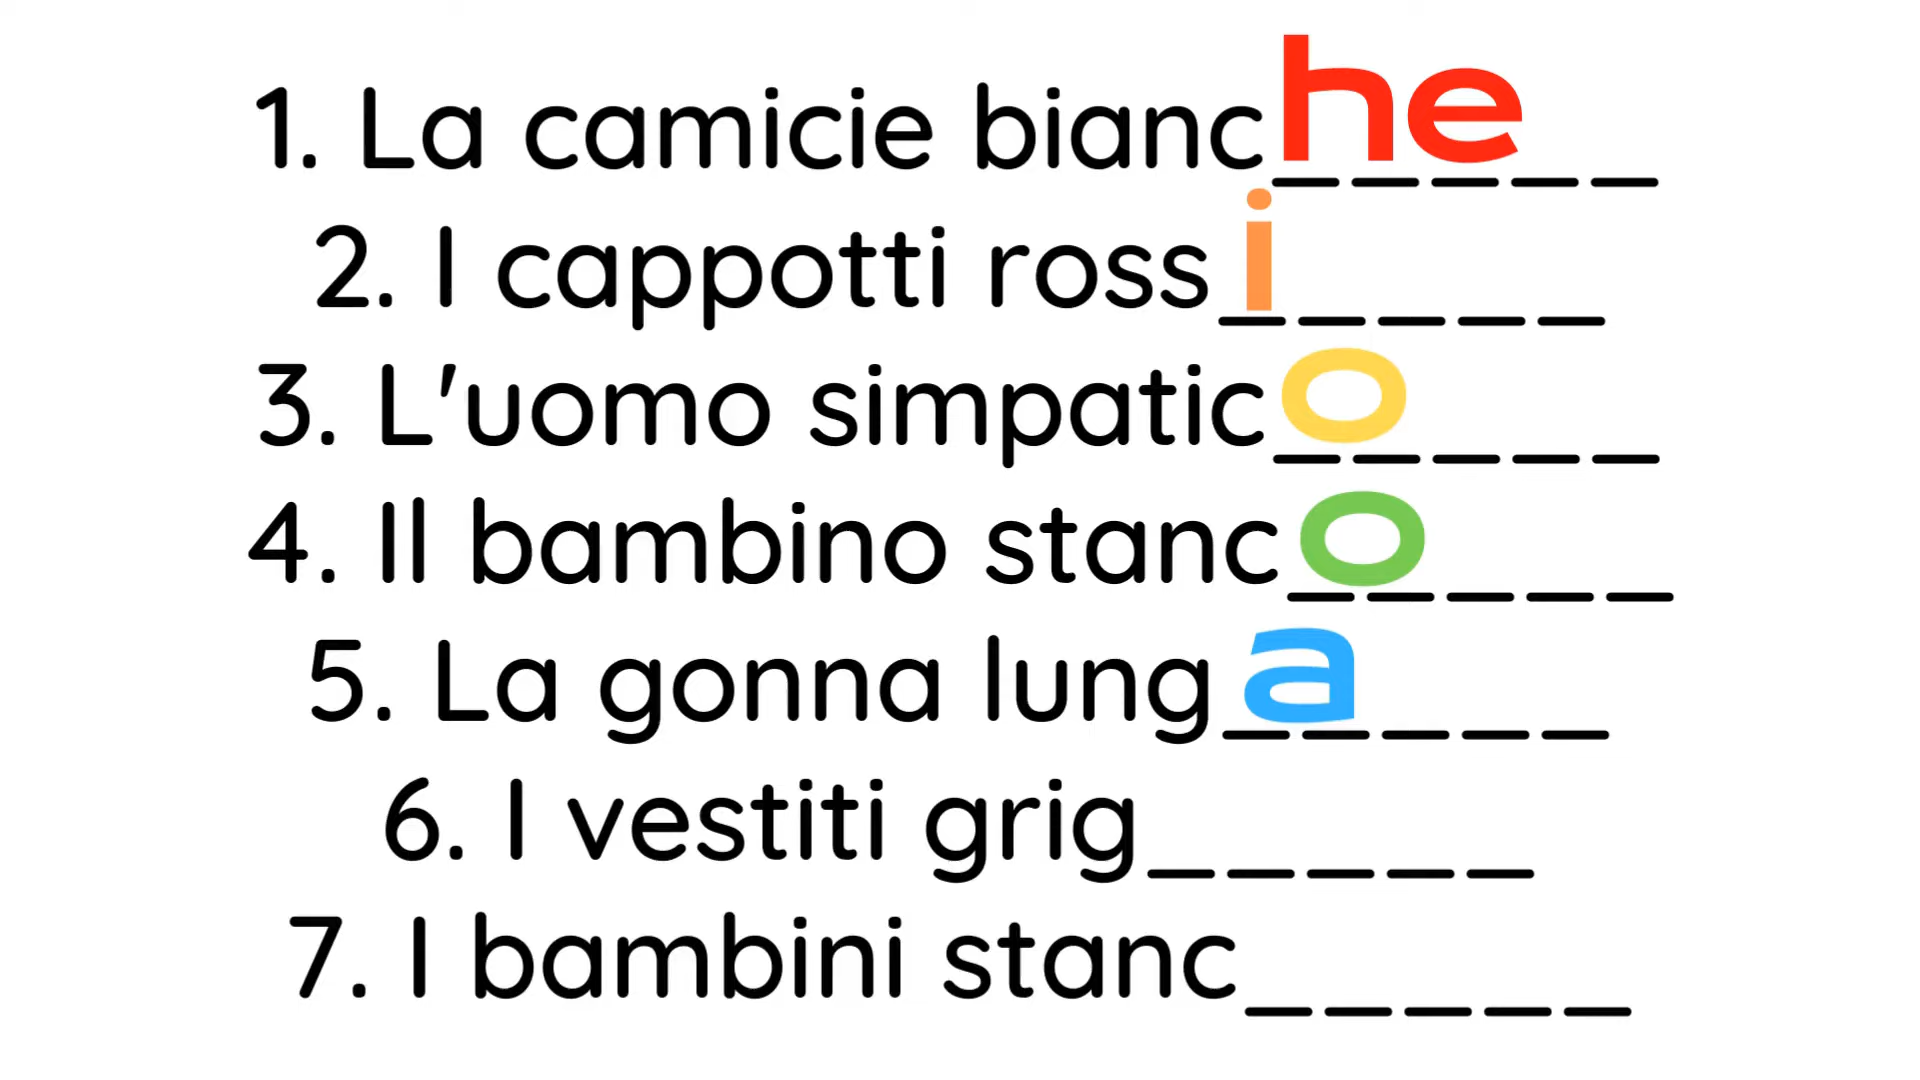 1. La camicie bianche_____
2. I cappotti rossi_____
3. L'uomo simpatico_____
4. Il bambino stanco_____
5. La gonna lunga_____
6. I vestiti grig_____
7. I bambini stanc_____